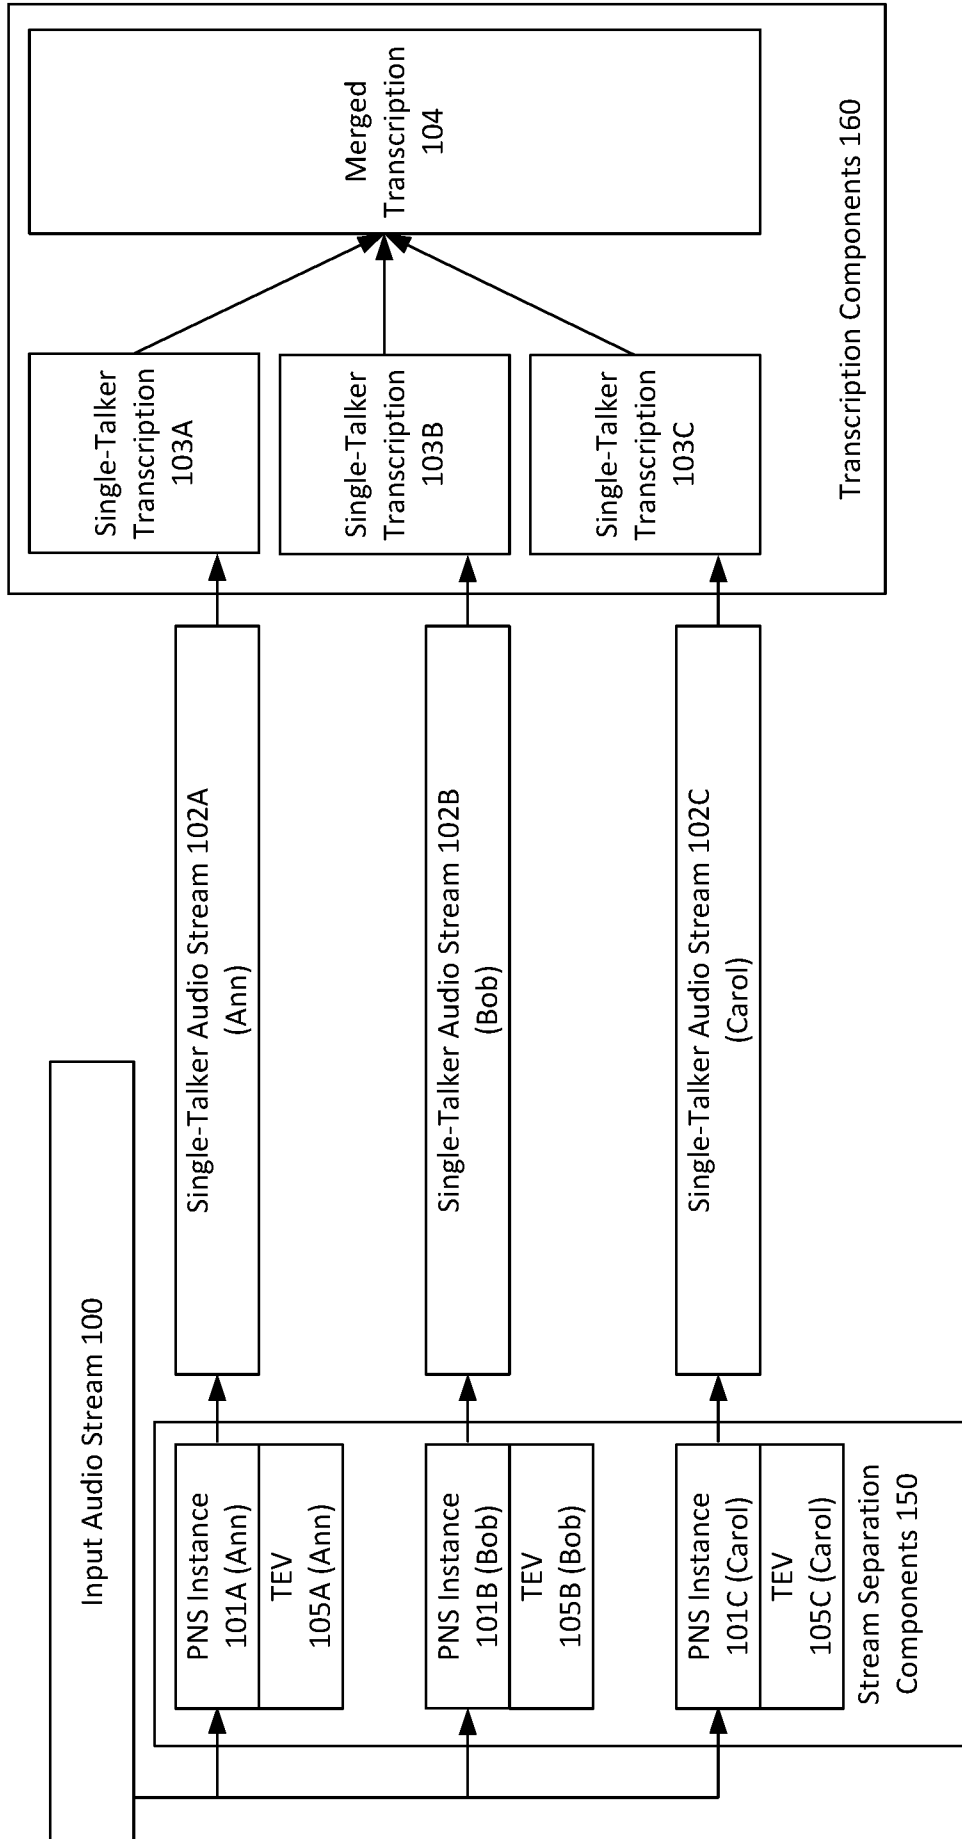 Input Audio Stream 100
PNS Instance
101A (Ann)
TEV
105A (Ann)
PNS Instance
101B (Bob)
TEV
105B (Bob)
PNS Instance
101C (Carol)
TEV
105C (Carol)
Stream Separation
Components 150
Single-Talker Audio Stream 102A
(Ann)
Single-Talker Audio Stream 102B
(Bob)
Single-Talker Audio Stream 102C
(Carol)
Single-Talker
Transcription
103A
Single-Talker
Transcription
103B
Single-Talker
Transcription
103C
Merged
Transcription
104
Transcription Components 160